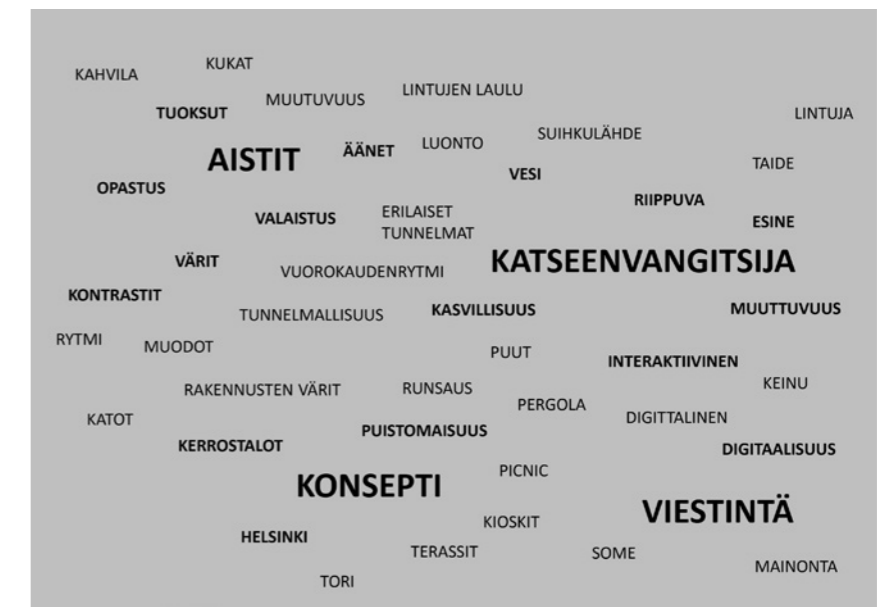 KUKAT
KAHVILA
LINTUJEN LAULU
MUUTUVUUS
TUOKSUT
LINTUJA
SUIHKULÄHDE
LUONTO
ÄÄNET
AISTIT
TAIDE
VESI
OPASTUS
RIIPPUVA
ERILAISET
TUNNELMAT
VALAISTUS
ESINE
VÄRIT
KATSEENVANGITSIJA
VUOROKAUDENRYTMI
KONTRASTIT
KASVILLISUUS
MUUTTUVUUS
TUNNELMALLISUUS
RYTMI
MUODOT
PUUT
INTERAKTIIVINEN
KEINU
RAKENNUSTEN VÄRIT
RUNSAUS
PERGOLA
DIGITTALINEN
KATOT
PUISTOMAISUUS
KERROSTALOT
DIGITAALISUUS
PICNIC
KONSEPTI
VIESTINTÄ
KIOSKIT
HELSINKI
TERASSIT
SOME
MAINONTA
TORI